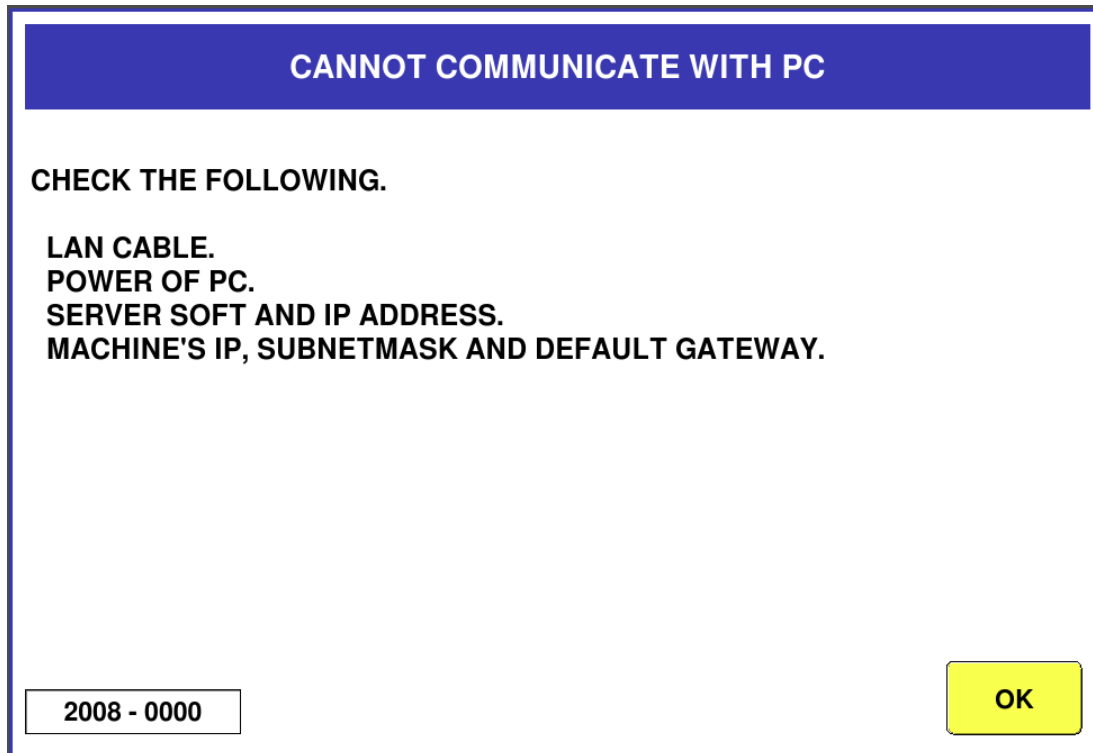 CANNOT COMMUNICATE WITH PC
CHECK THE FOLLOWING.
LAN CABLE.
POWER OF PC.
SERVER SOFT AND IP ADDRESS.
MACHINE'S IP, SUBNETMASK AND DEFAULT GATEWAY.
2008 - 0000
OK